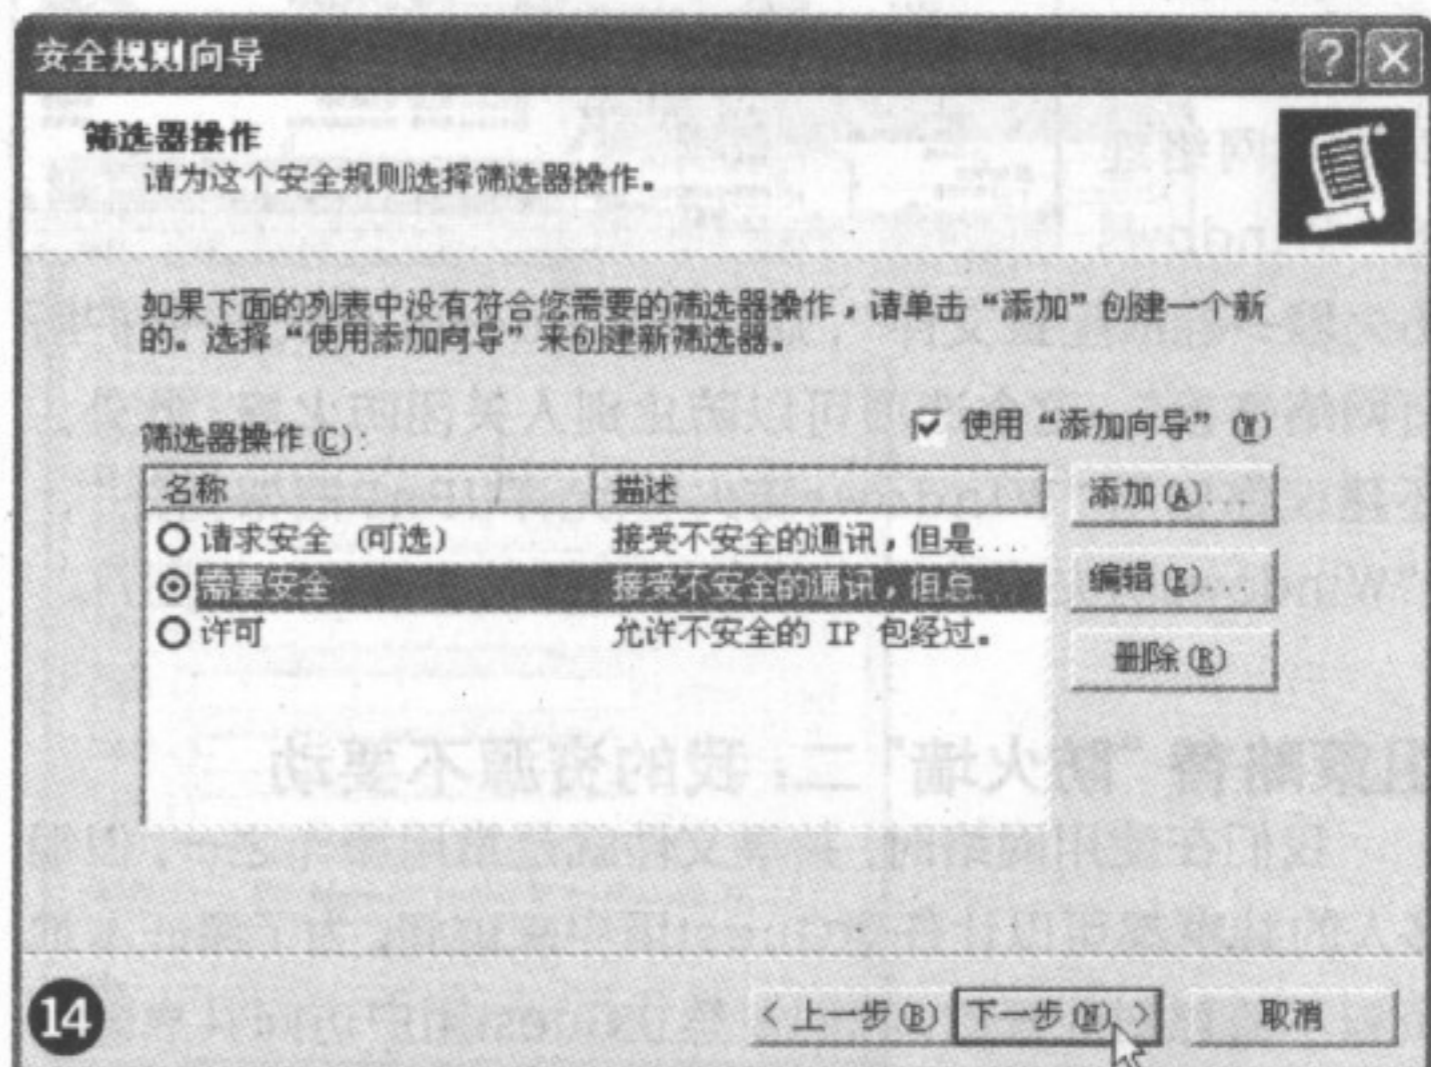 安全规则向导
筛选器操作
请为这个安全规则选择筛选器操作。
如果下面的列表中没有符合您需要的筛选器操作，请单击“添加”创建一个新
的。选择“使用添加向导”来创建新筛选器。
筛选器操作(C):
使用“添加向导”(W)
名称 描述
请求安全 (可选) 接受不安全的通讯，但是...
需要安全 接受不安全的通讯，但总...
许可 允许不安全的 IP 包经过。
添加(A)...
编辑(E)...
删除(R)
14
< 上一步(B) 下一步(N) > 取消